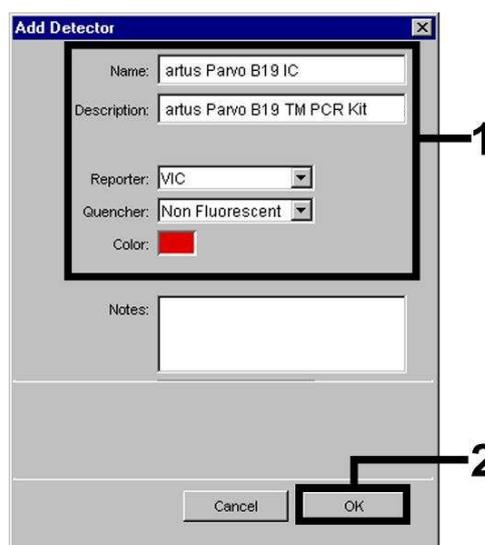 Add Detector
Name: artus Parvo B19 IC
Description: artus Parvo B19 TM PCR Kit
1
Reporter: VIC
Quencher: Non Fluorescent
Color:
Notes:
2
Cancel OK